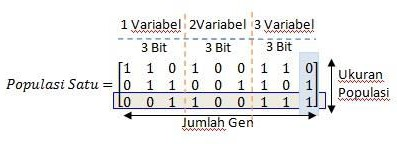 1 Variabel 2Variabel 3 Variabel
3 Bit 3 Bit 3 Bit
1 1 0 1 0 0 1 1 0
Populasi Satu = 0 1 1 0 0 1 1 0 1 Ukuran Populasi
0 0 1 1 0 0 1 1 1
Jumlah Gen